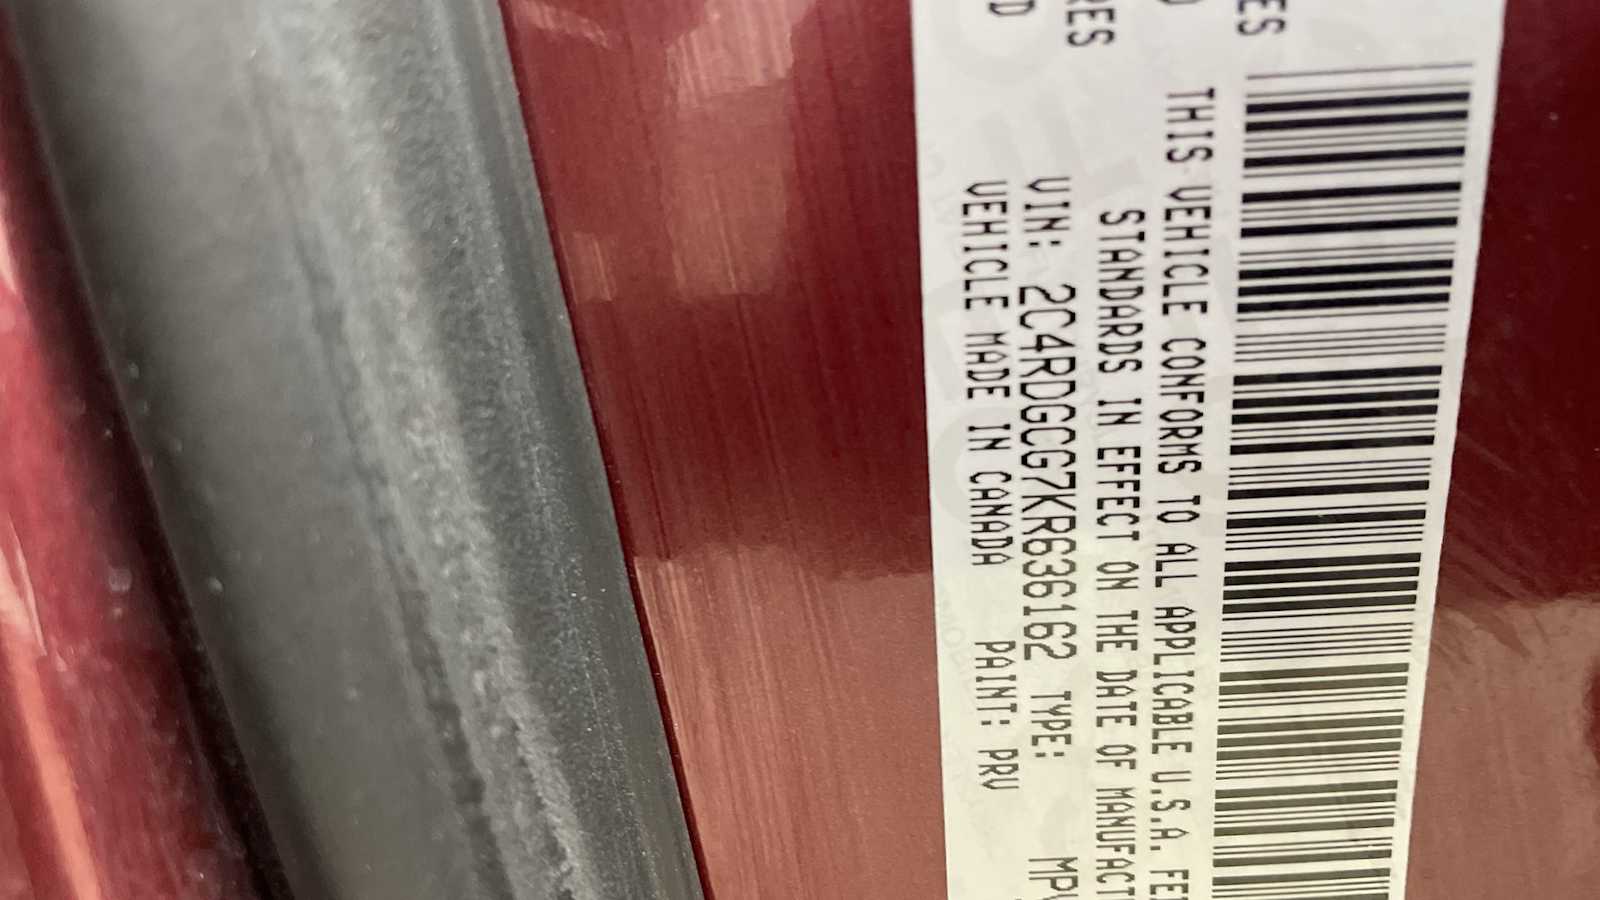 ES
RES
D
THIS VEHICLE CONFORMS TO ALL APPLICABLE U.S.A. FE
STANDARDS IN EFFECT ON THE DATE OF MANUFACT
VIN: 2C4RDGCG7KR636162 TYPE: MPV
VEHICLE MADE IN CANADA PAINT: PRV